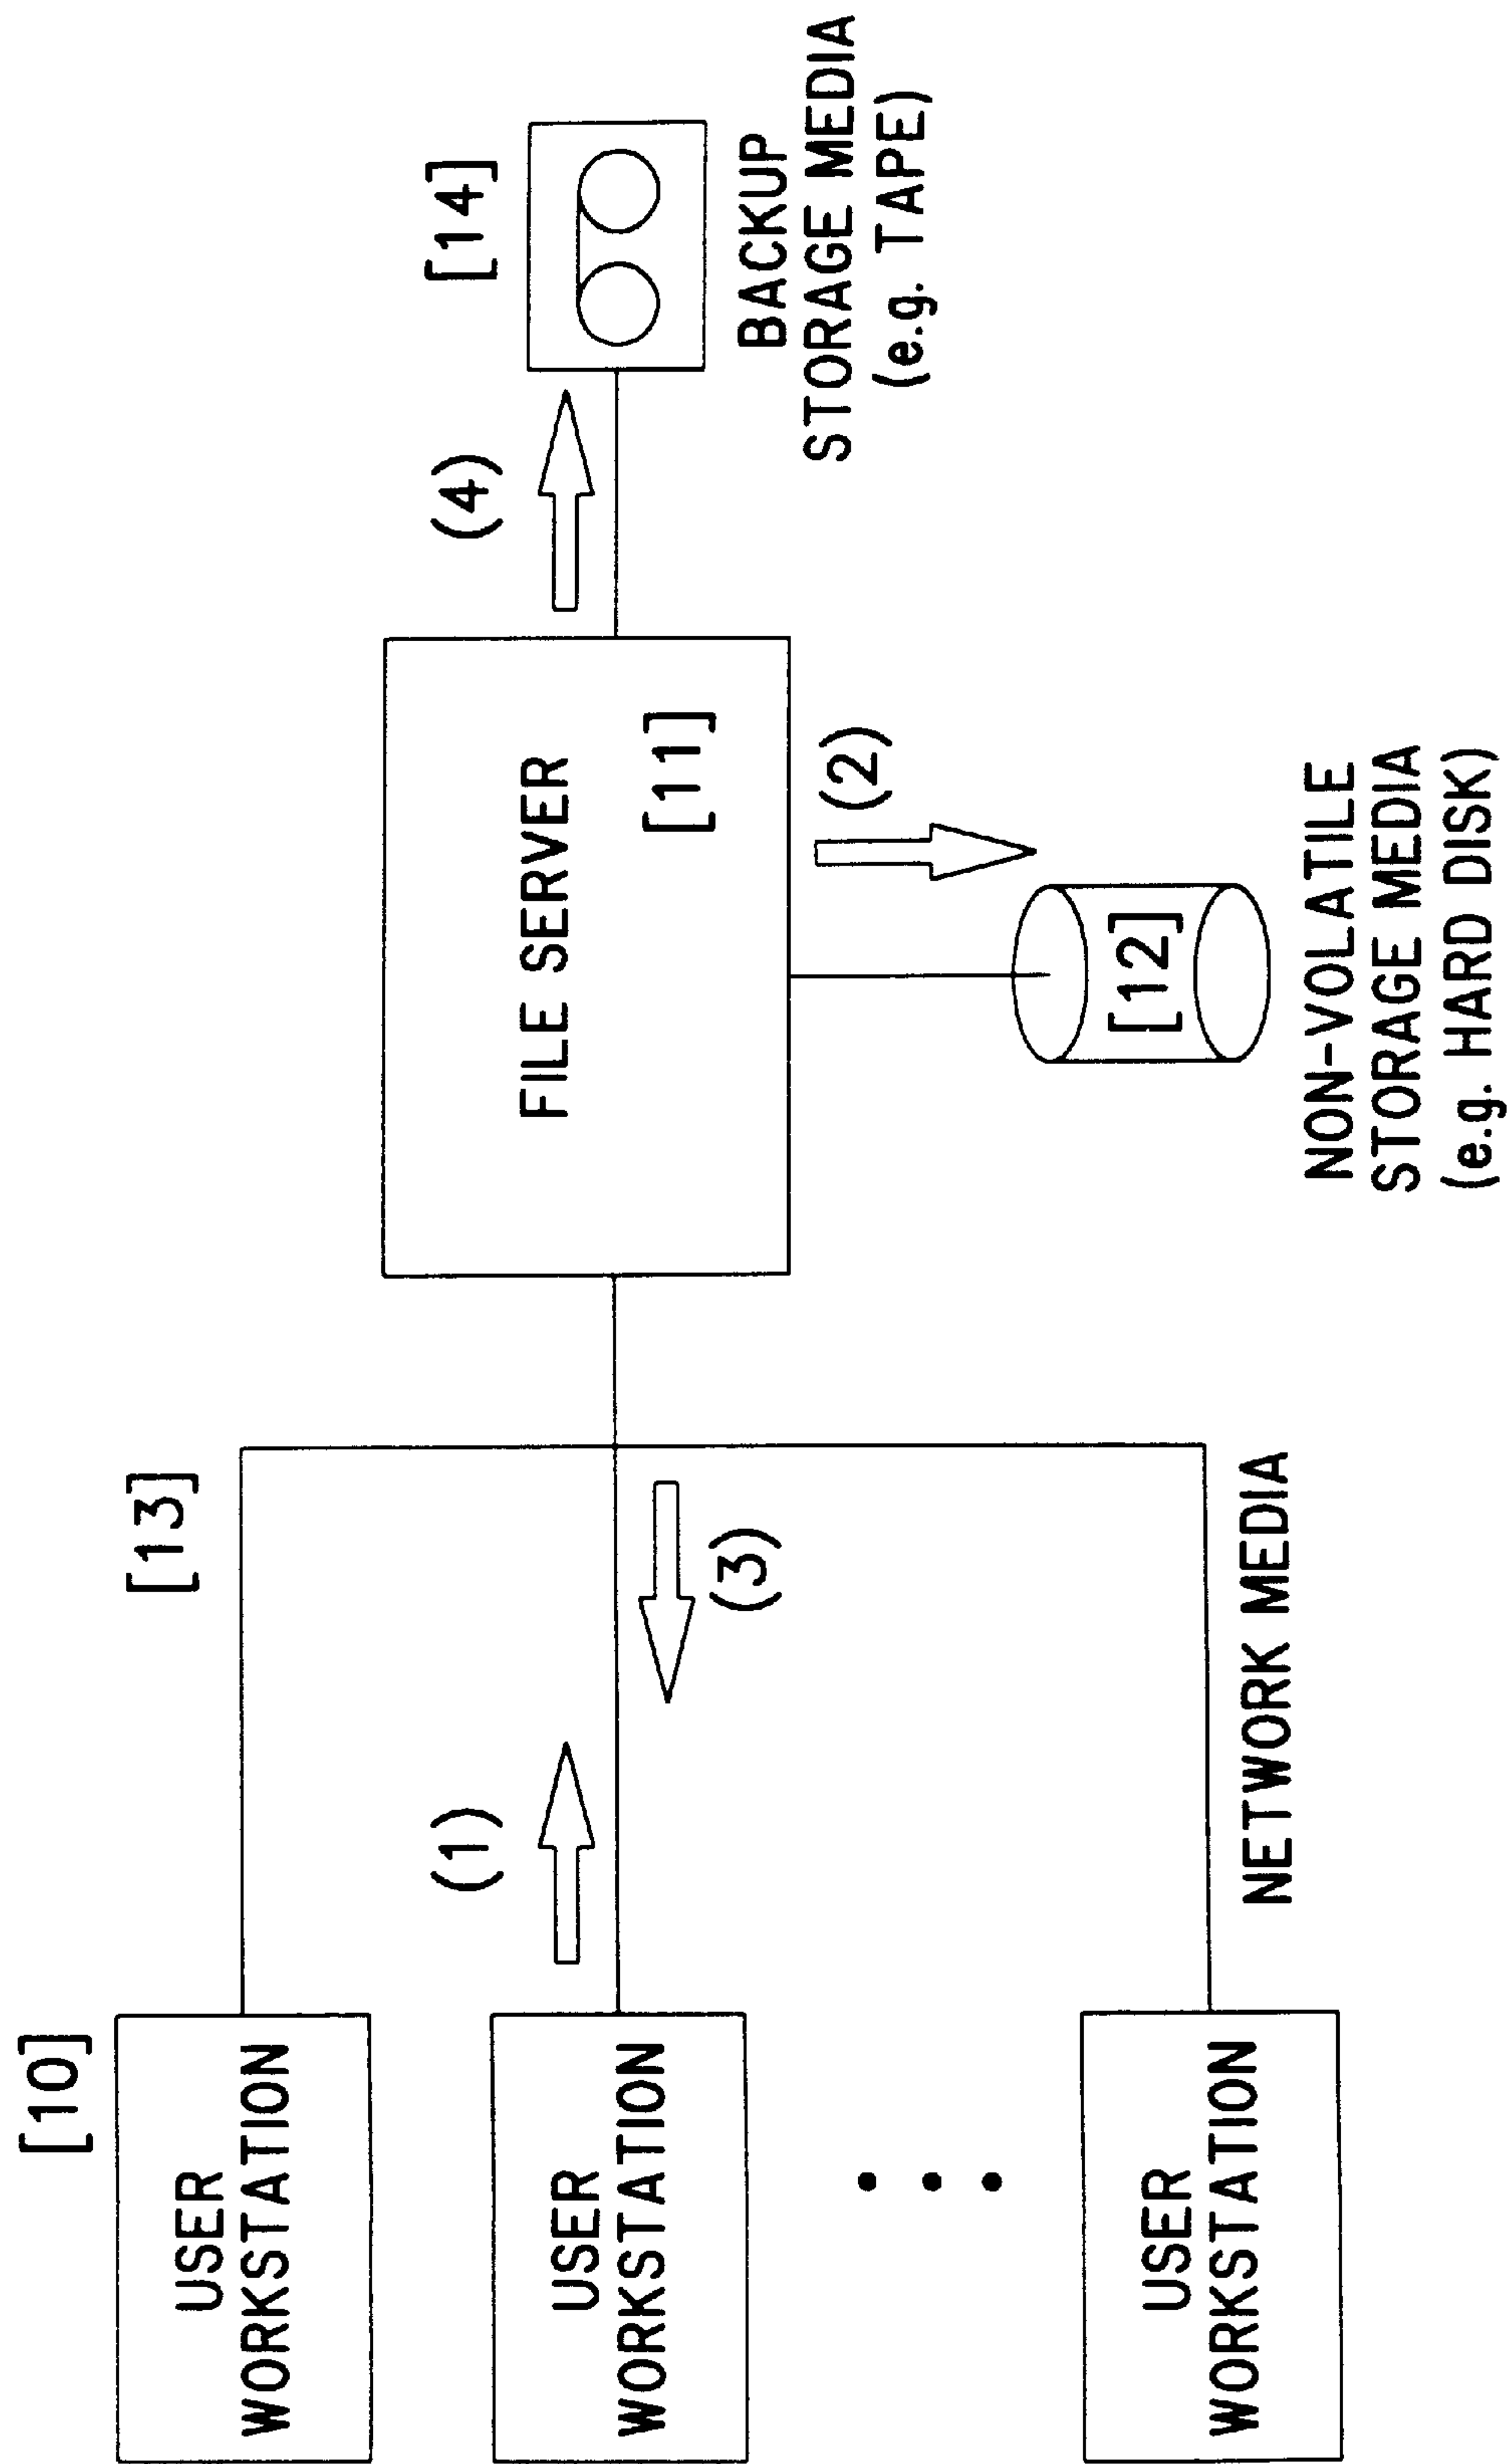 [10]
USER
WORKSTATION
USER
WORKSTATION
USER
WORKSTATION
[13]
(1)
(3)
NETWORK MEDIA
FILE SERVER
[11]
(2)
[12]
NON-VOLATILE
STORAGE MEDIA
(e.g. HARD DISK)
(4)
[14]
BACKUP
STORAGE MEDIA
(e.g. TAPE)